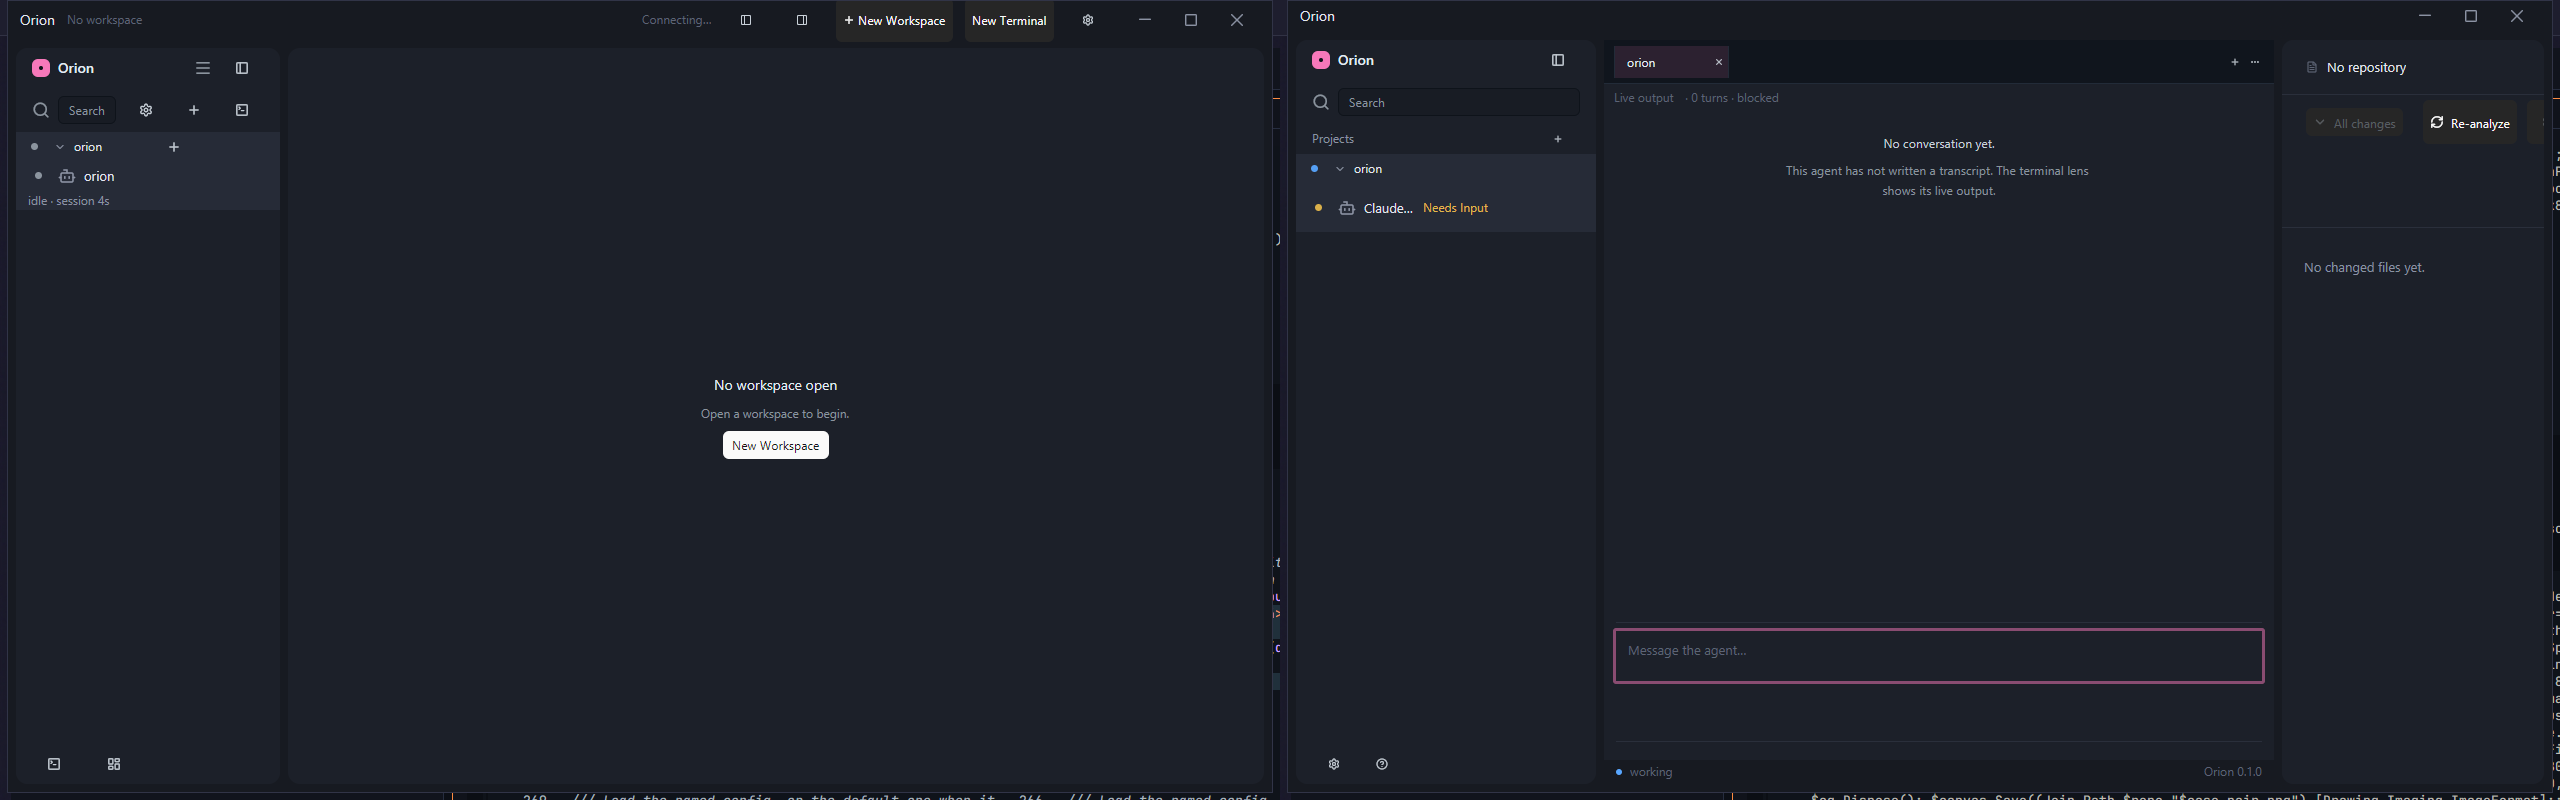 Orion No workspace Connecting... + New Workspace New Terminal
Orion
Search
orion
orion
idle · session 4s
No workspace open
Open a workspace to begin.
New Workspace
Orion
Orion
Search
Projects
orion
Claude... Needs Input
orion
Live output · 0 turns · blocked
No conversation yet.
This agent has not written a transcript. The terminal lens
shows its live output.
Message the agent...
working
Orion 0.1.0
No repository
All changes Re-analyze
No changed files yet.